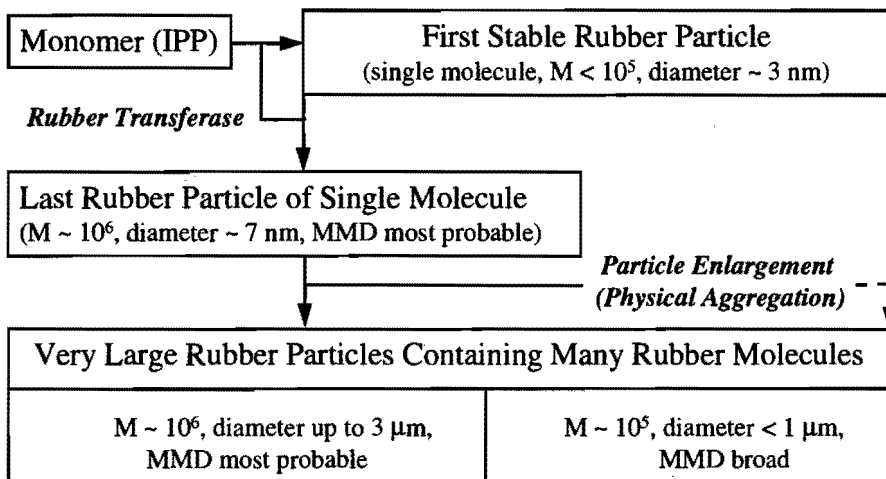 Monomer (IPP)
First Stable Rubber Particle
(single molecule, M < 10⁵, diameter ~ 3 nm)
Rubber Transferase
Last Rubber Particle of Single Molecule
(M ~ 10⁶, diameter ~ 7 nm, MMD most probable)
Particle Enlargement
(Physical Aggregation)
Very Large Rubber Particles Containing Many Rubber Molecules
M ~ 10⁶, diameter up to 3 μm,
MMD most probable
M ~ 10⁵, diameter < 1 μm,
MMD broad